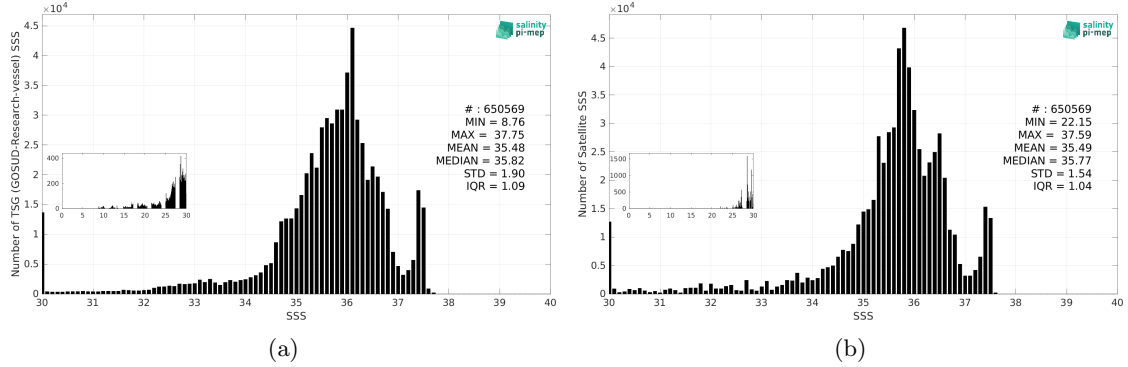 ×10⁴
4.5
4
3.5
3
2.5
2
1.5
1
0.5
0
Number of TSG (GOSUD-Research-vessel) SSS
salinity
pi-mep
# : 650569
MIN = 8.76
MAX = 37.75
MEAN = 35.48
MEDIAN = 35.82
STD = 1.90
IQR = 1.09
400
200
0
0 5 10 15 20 25 30
30 31 32 33 34 35 36 37 38 39 40
SSS
(a)
×10⁴
4.5
4
3.5
3
2.5
2
1.5
1
0.5
0
Number of Satellite SSS
salinity
pi-mep
# : 650569
MIN = 22.15
MAX = 37.59
MEAN = 35.49
MEDIAN = 35.77
STD = 1.54
IQR = 1.04
1500
1000
500
0
0 5 10 15 20 25 30
30 31 32 33 34 35 36 37 38 39 40
SSS
(b)